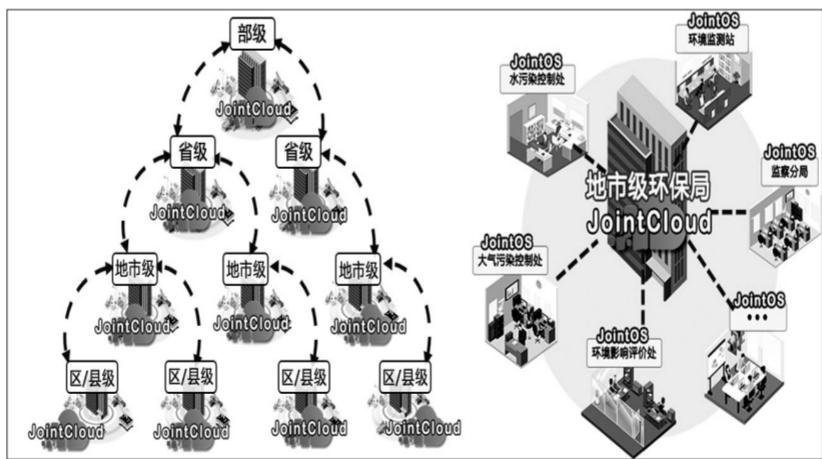 部级
JointCloud
省级
省级
JointCloud
JointCloud
地市级
地市级
地市级
JointCloud
JointCloud
JointCloud
区/县级
区/县级
区/县级
区/县级
JointCloud
JointCloud
JointCloud
JointCloud
JointOS
环境监测站
JointOS
水污染控制处
JointOS
监察分局
地市级环保局
JointCloud
JointOS
大气污染控制处
JointOS
•••
JointOS
环境影响评价处